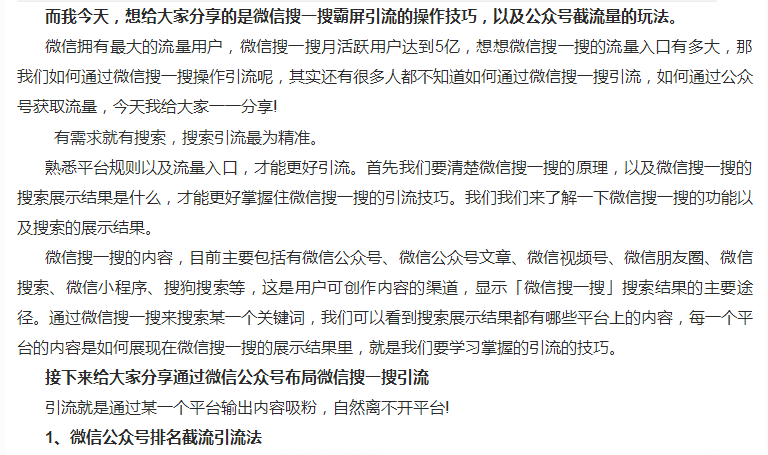 而我今天，想给大家分享的是微信搜一搜霸屏引流的操作技巧，以及公众号截流量的玩法。
微信拥有最大的流量用户，微信搜一搜月活跃用户达到5亿，想想微信搜一搜的流量入口有多大，那
我们如何通过微信搜一搜操作引流呢，其实还有很多人都不知道如何通过微信搜一搜引流，如何通过公众
号获取流量，今天我给大家一一分享!
有需求就有搜索，搜索引流最为精准。
熟悉平台规则以及流量入口，才能更好引流。首先我们要清楚微信搜一搜的原理，以及微信搜一搜的
搜索展示结果是什么，才能更好掌握住微信搜一搜的引流技巧。我们我们来了解一下微信搜一搜的功能以
及搜索的展示结果。
微信搜一搜的内容，目前主要包括有微信公众号、微信公众号文章、微信视频号、微信朋友圈、微信
搜索、微信小程序、搜狗搜索等，这是用户可创作内容的渠道，显示「微信搜一搜」搜索结果的主要途
径。通过微信搜一搜来搜索某一个关键词，我们可以看到搜索展示结果都有哪些平台上的内容，每一个平
台的内容是如何展现在微信搜一搜的展示结果里，就是我们要学习掌握的引流的技巧。
接下来给大家分享通过微信公众号布局微信搜一搜引流
引流就是通过某一个平台输出内容吸粉，自然离不开平台!
1、微信公众号排名截流引流法